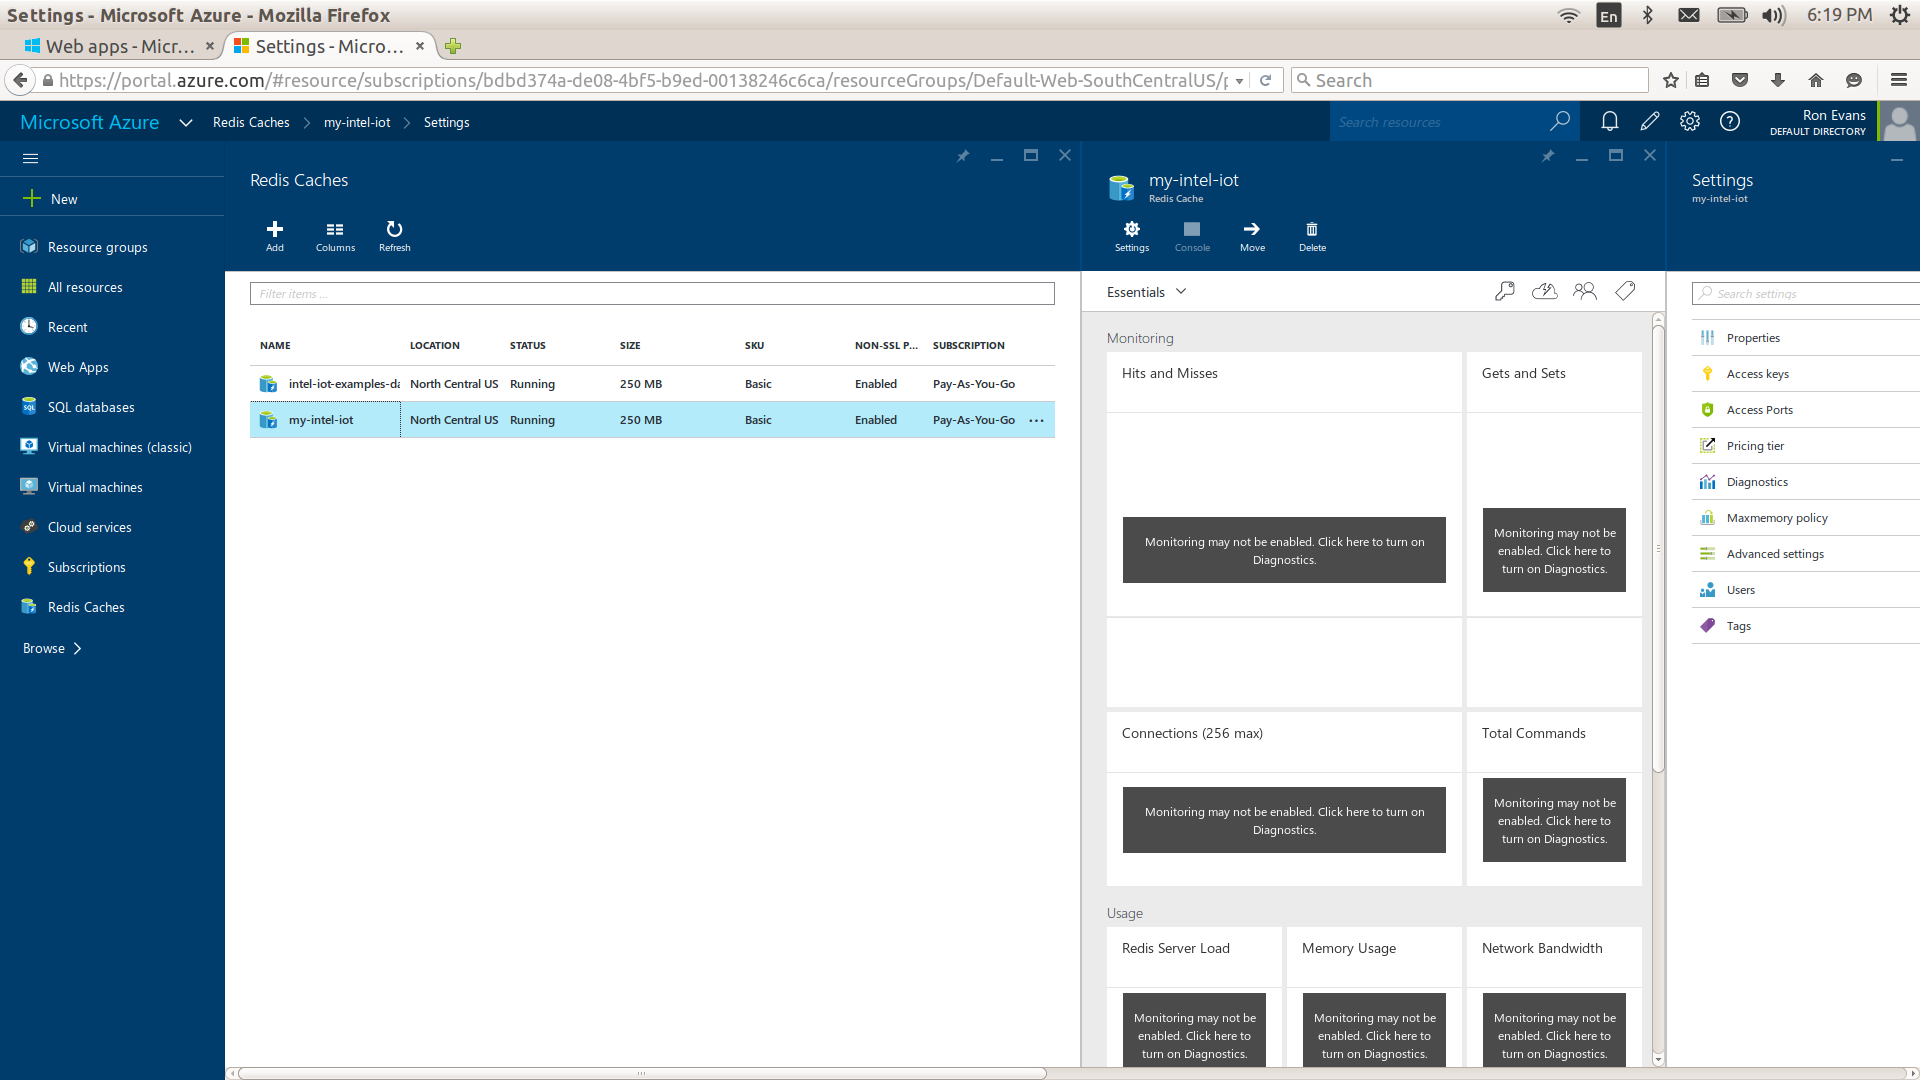 Settings - Microsoft Azure - Mozilla Firefox
En
6:19 PM
Web apps - Micr... ×
Settings - Micro... ×
https://portal.azure.com/#resource/subscriptions/bdbd374a-de08-4bf5-b9ed-00138246c6ca/resourceGroups/Default-Web-SouthCentralUS/
Search
Microsoft Azure
Redis Caches
my-intel-iot
Settings
Search resources
Ron Evans
DEFAULT DIRECTORY
New
Resource groups
All resources
Recent
Web Apps
SQL databases
Virtual machines (classic)
Virtual machines
Cloud services
Subscriptions
Redis Caches
Browse
Redis Caches
Add
Columns
Refresh
Filter items ...
NAME LOCATION STATUS SIZE SKU NON-SSL P... SUBSCRIPTION
intel-iot-examples-da North Central US Running 250 MB Basic Enabled Pay-As-You-Go
my-intel-iot North Central US Running 250 MB Basic Enabled Pay-As-You-Go ...
my-intel-iot
Redis Cache
Settings
Console
Move
Delete
Essentials
Monitoring
Hits and Misses
Monitoring may not be enabled. Click here to turn on
Diagnostics.
Gets and Sets
Monitoring may not be
enabled. Click here to
turn on Diagnostics.
Connections (256 max)
Monitoring may not be enabled. Click here to turn on
Diagnostics.
Total Commands
Monitoring may not be
enabled. Click here to
turn on Diagnostics.
Usage
Redis Server Load
Monitoring may not be
enabled. Click here to
turn on Diagnostics.
Memory Usage
Monitoring may not be
enabled. Click here to
turn on Diagnostics.
Network Bandwidth
Monitoring may not be
enabled. Click here to
turn on Diagnostics.
Settings
my-intel-iot
Search settings
Properties
Access keys
Access Ports
Pricing tier
Diagnostics
Maxmemory policy
Advanced settings
Users
Tags